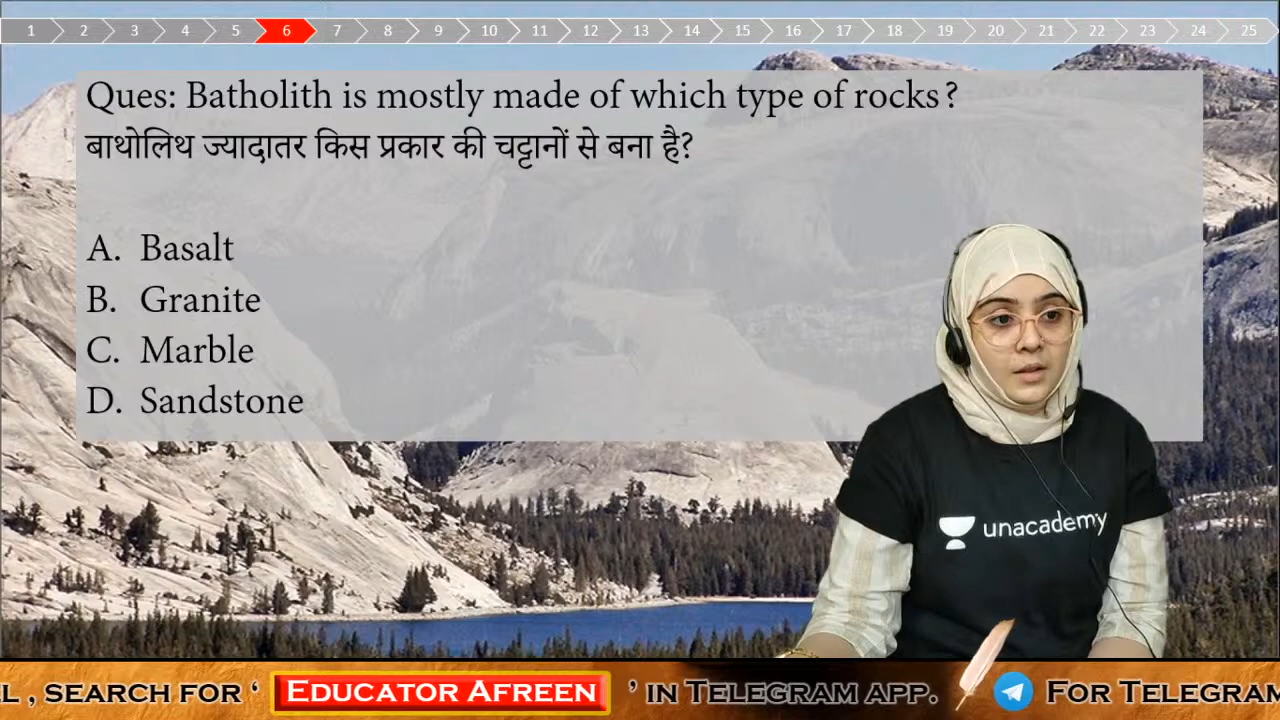 1 2 3 4 5 6 7 8 9 10 11 12 13 14 15 16 17 18 19 20 21 22 23 24 25
Ques: Batholith is mostly made of which type of rocks?
बाथोलिथ ज्यादातर किस प्रकार की चट्टानों से बना है?
A. Basalt
B. Granite
C. Marble
D. Sandstone
unacademy
L , SEARCH FOR ‘ EDUCATOR AFREEN ’ IN TELEGRAM APP. FOR TELEGRAM